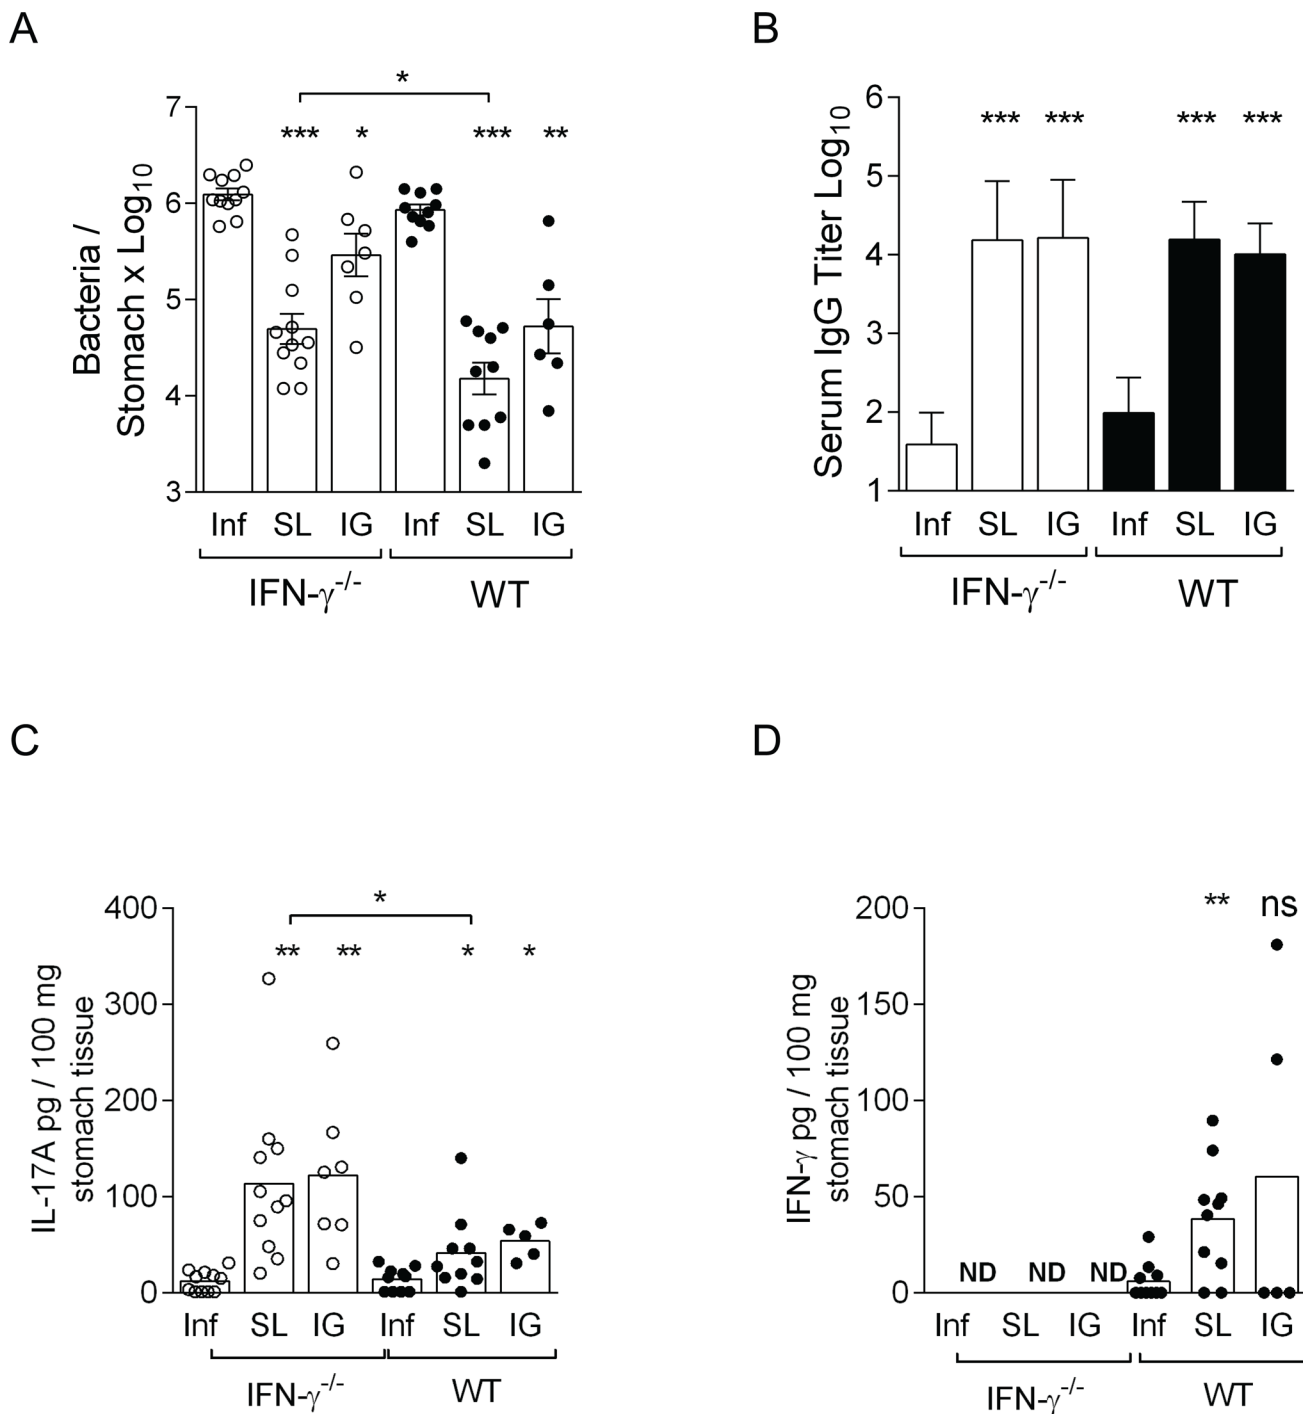 A
Bacteria /
Stomach x Log10
7
6
5
4
3
*
*** * *** **
Inf SL IG Inf SL IG
IFN-γ-/- WT
B
Serum IgG Titer Log10
6
5
4
3
2
1
*** *** *** ***
Inf SL IG Inf SL IG
IFN-γ-/- WT
C
IL-17A pg / 100 mg
stomach tissue
400
300
200
100
0
*
** ** * *
Inf SL IG Inf SL IG
IFN-γ-/- WT
D
IFN-γ pg / 100 mg
stomach tissue
200
150
100
50
0
** ns
ND ND ND
Inf SL IG Inf SL IG
IFN-γ-/- WT